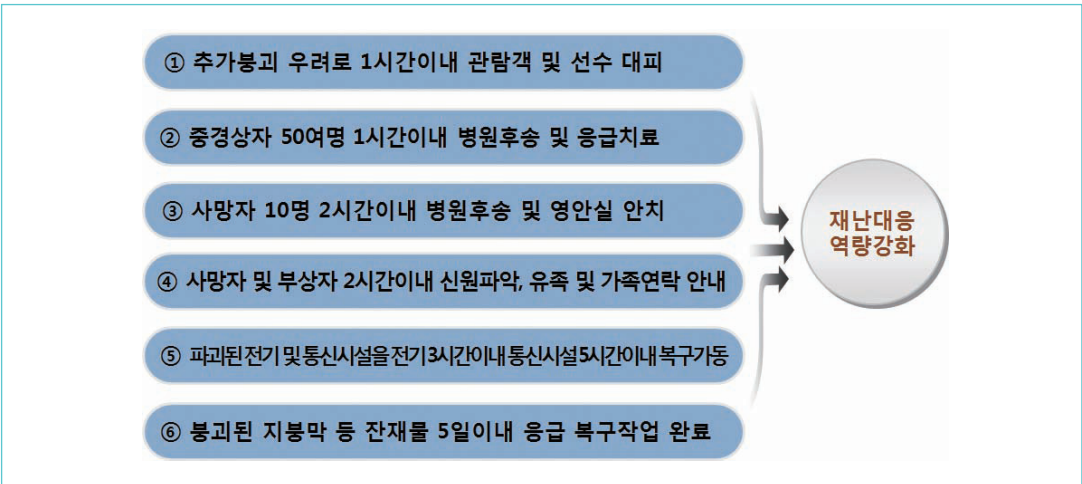 ① 추가붕괴 우려로 1시간이내 관람객 및 선수 대피
② 중경상자 50여명 1시간이내 병원후송 및 응급치료
③ 사망자 10명 2시간이내 병원후송 및 영안실 안치
④ 사망자 및 부상자 2시간이내 신원파악, 유족 및 가족연락 안내
⑤ 파괴된 전기 및 통신시설을 전기 3시간이내 통신시설 5시간이내 복구가동
⑥ 붕괴된 지붕막 등 잔재물 5일이내 응급 복구작업 완료
재난대응
역량강화